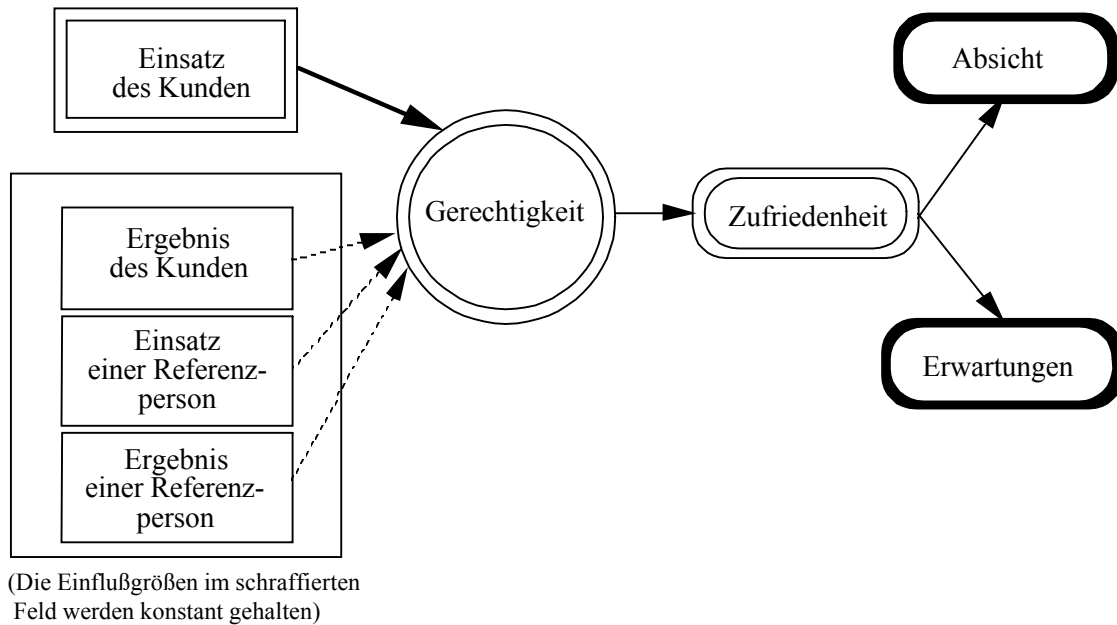 Einsatz
des Kunden
Absicht
Gerechtigkeit
Zufriedenheit
Ergebnis
des Kunden
Einsatz
einer Referenz-
person
Erwartungen
Ergebnis
einer Referenz-
person
(Die Einflußgrößen im schraffierten
Feld werden konstant gehalten)